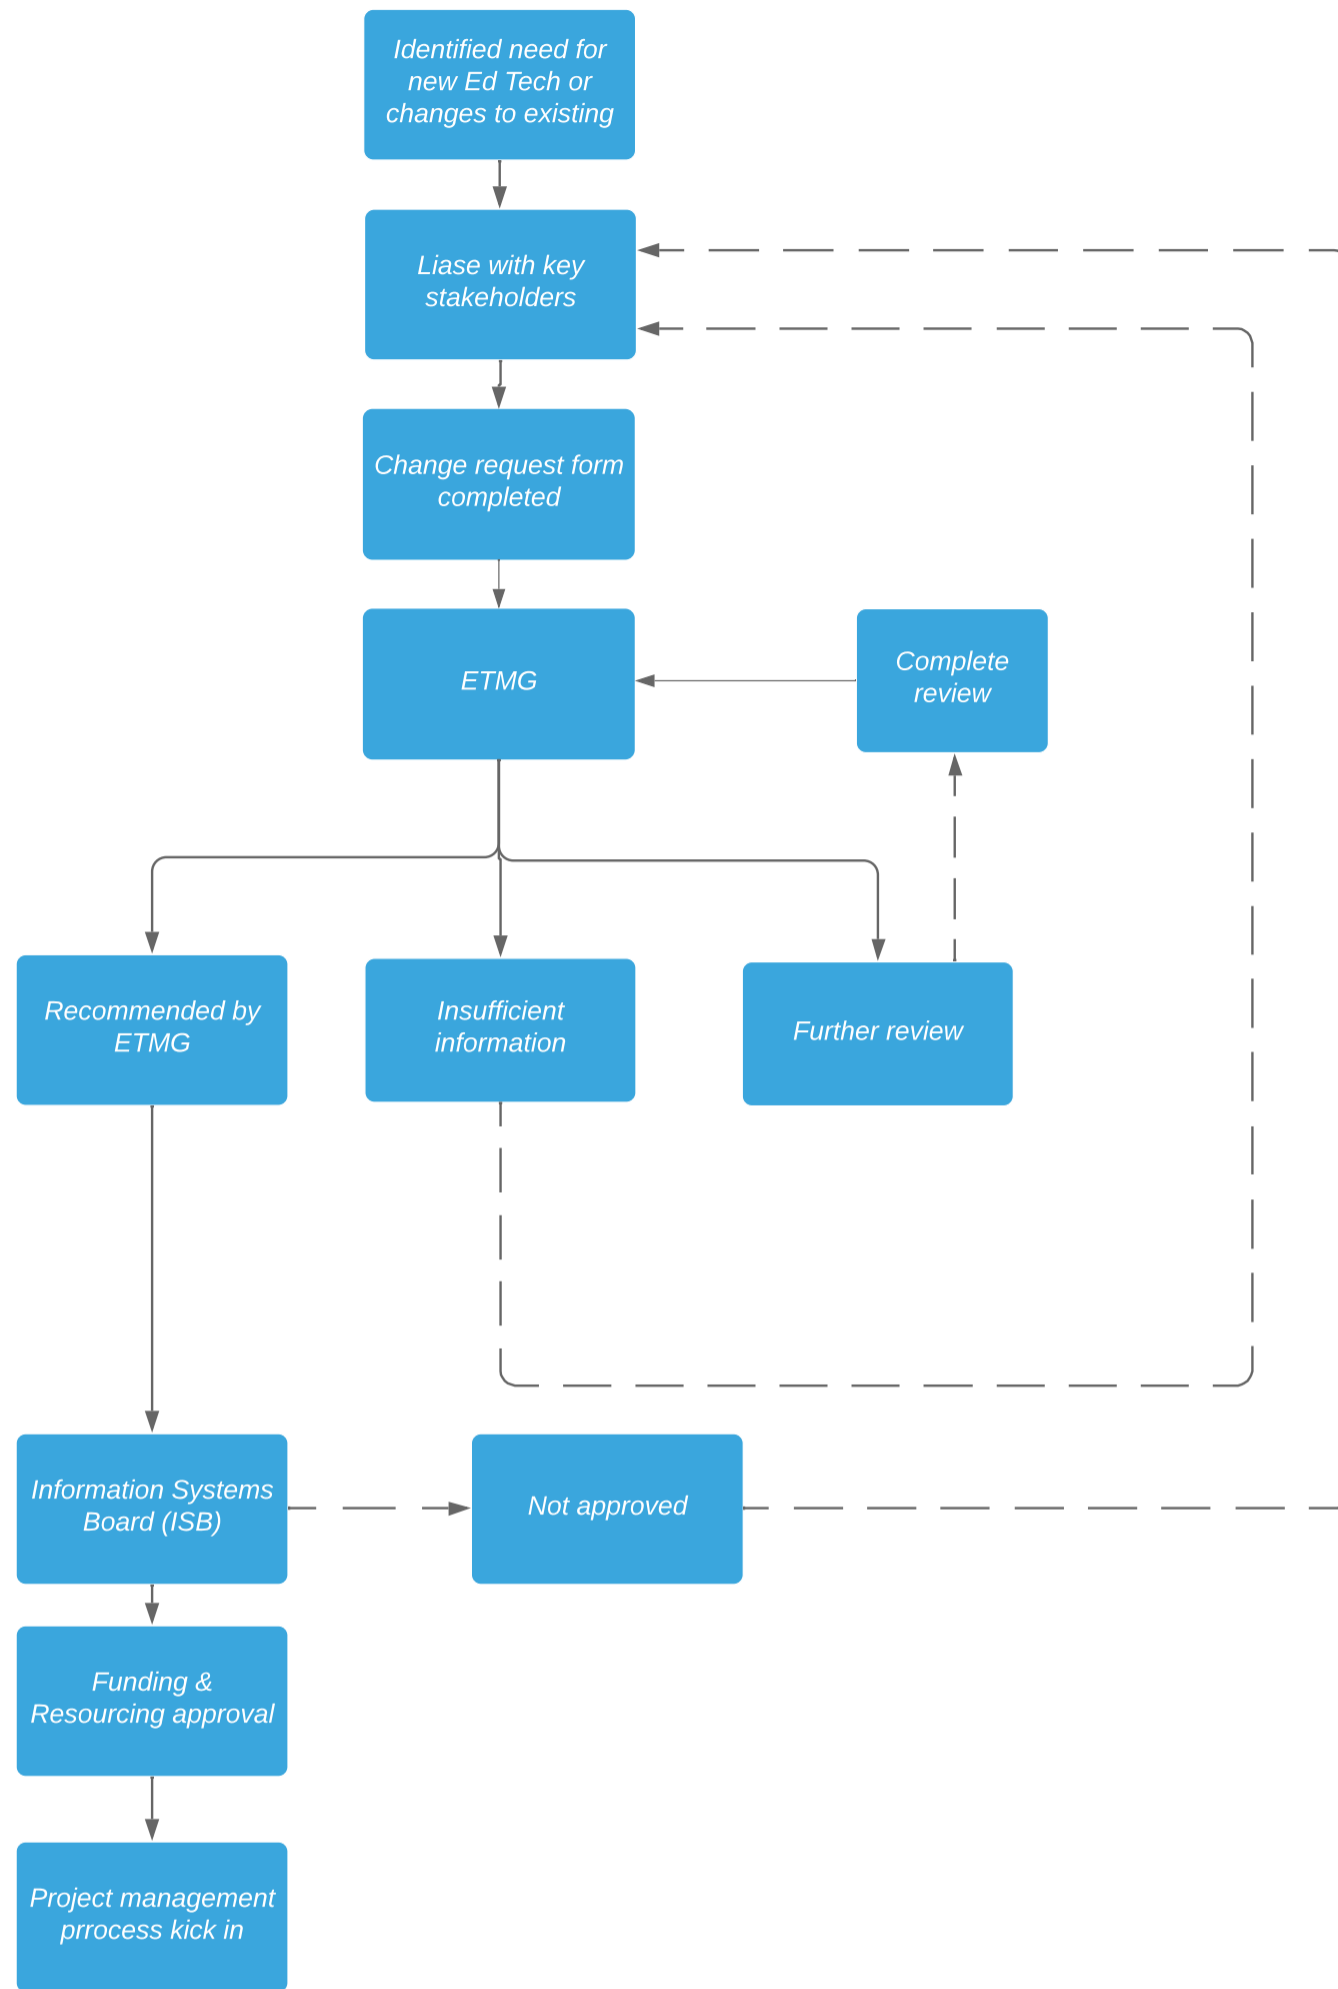 Identified need for
new Ed Tech or
changes to existing
Liase with key
stakeholders
Change request form
completed
ETMG
Complete
review
Recommended by
ETMG
Insufficient
information
Further review
Information Systems
Board (ISB)
Not approved
Funding &
Resourcing approval
Project management
prrocess kick in